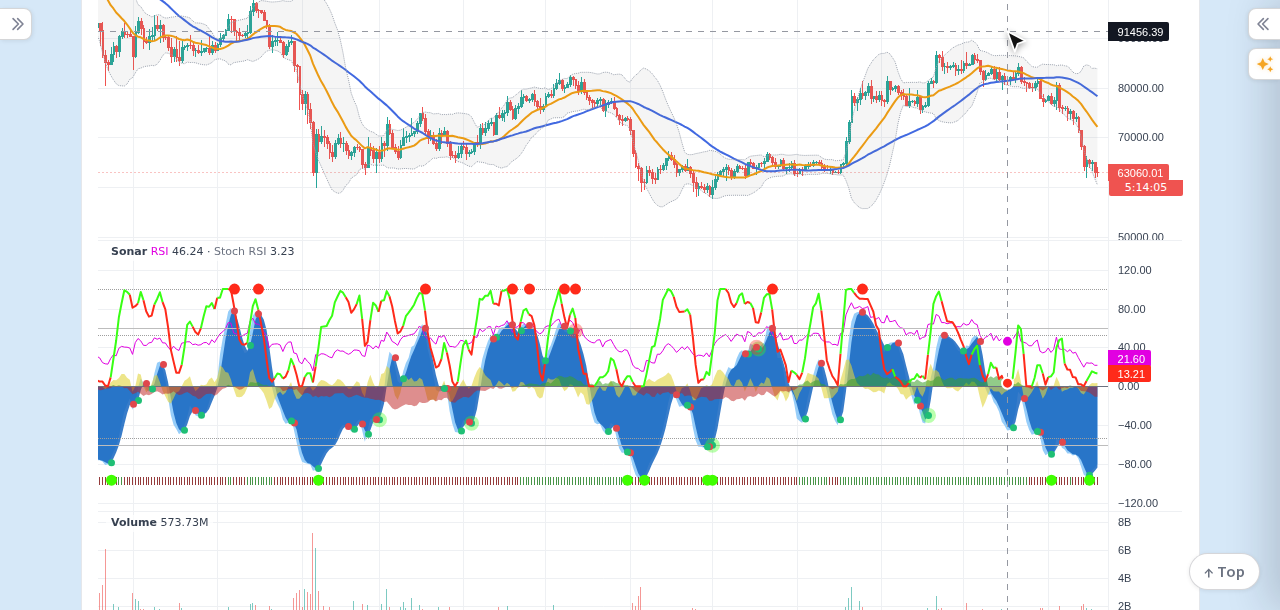 91456.39
80000.00
70000.00
63060.01
5:14:05
50000.00
Sonar RSI 46.24 · Stoch RSI 3.23
120.00
80.00
40.00
21.60
13.21
0.00
−40.00
−80.00
−120.00
Volume 573.73M
8B
6B
4B
2B
↑ Top